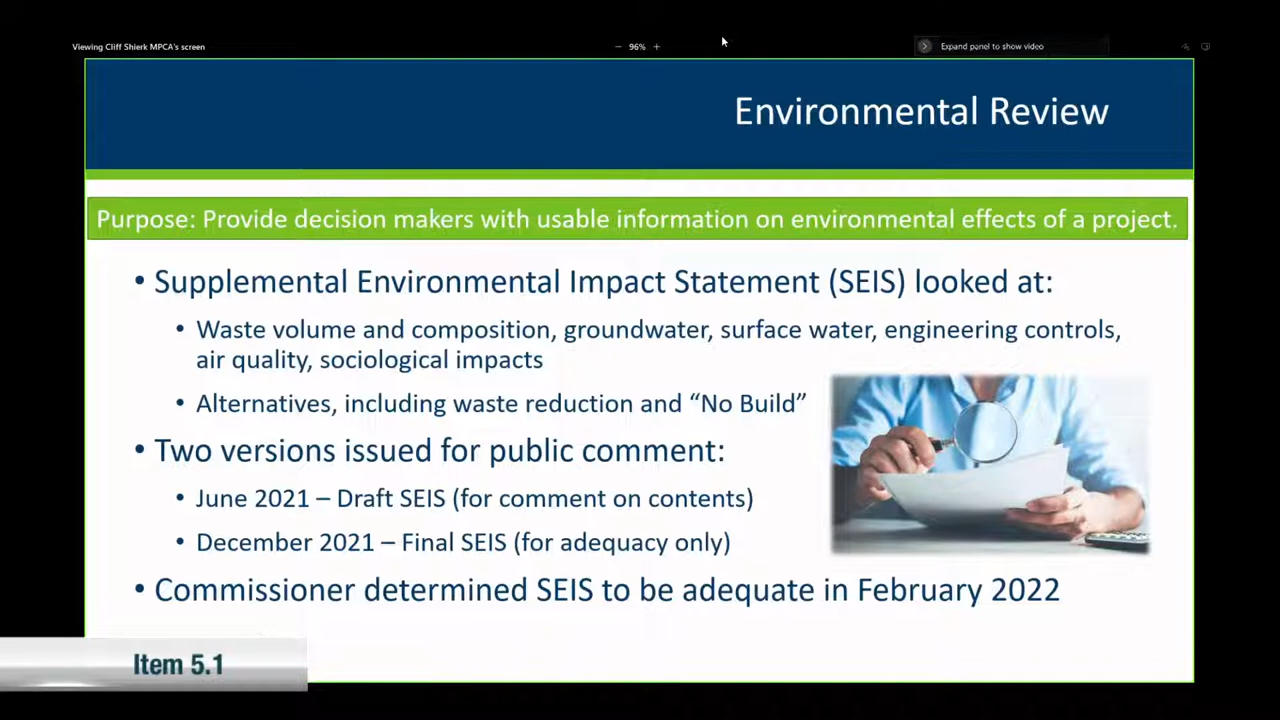 Viewing Cliff Shierk MPCA's screen
− 96% +
Expand panel to show video
Environmental Review
Purpose: Provide decision makers with usable information on environmental effects of a project.
• Supplemental Environmental Impact Statement (SEIS) looked at:
• Waste volume and composition, groundwater, surface water, engineering controls,
air quality, sociological impacts
• Alternatives, including waste reduction and “No Build”
• Two versions issued for public comment:
• June 2021 – Draft SEIS (for comment on contents)
• December 2021 – Final SEIS (for adequacy only)
• Commissioner determined SEIS to be adequate in February 2022
Item 5.1